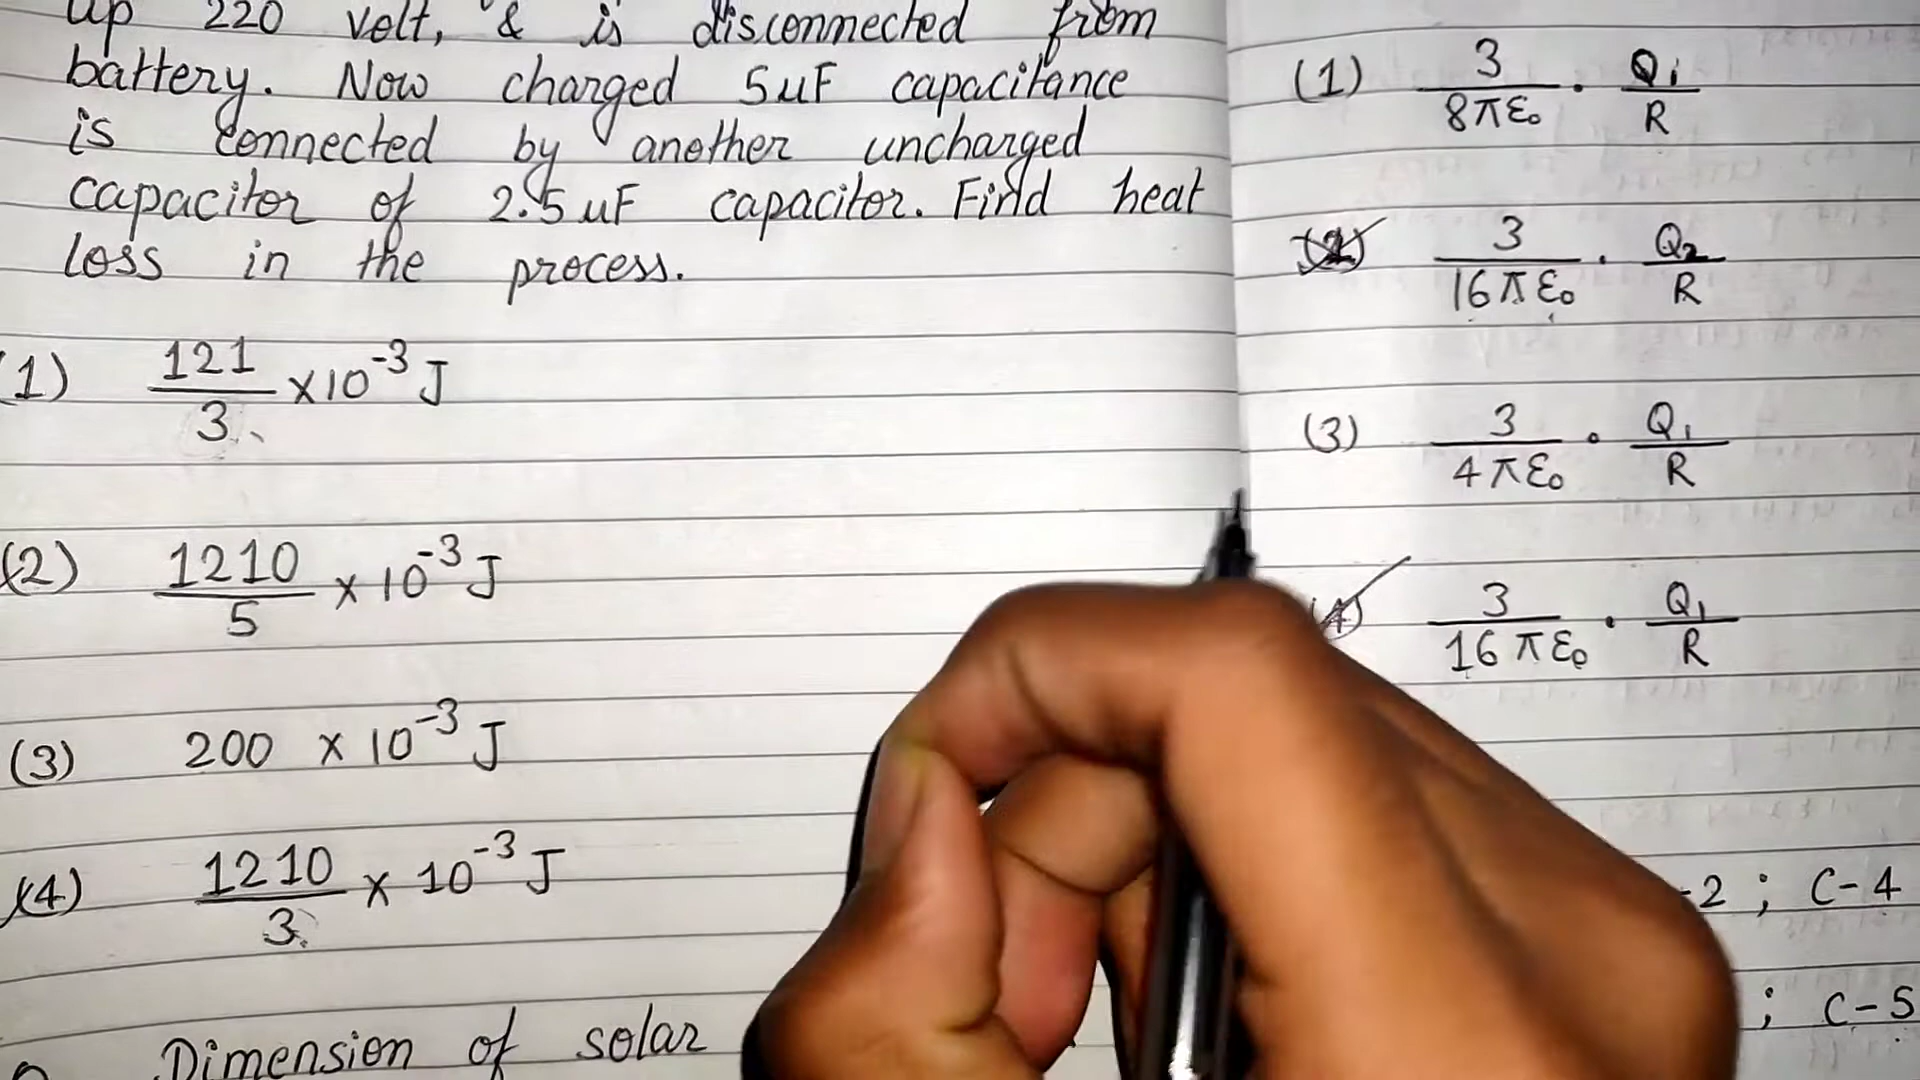 up 220 volt, & is disconnected from
battery. Now charged 5uF capacitance
is connected by another uncharged
capacitor of 2.5uF capacitor. Find heat
loss in the process.
(1) 121/3 ×10⁻³ J
(2) 1210/5 × 10⁻³ J
(3) 200 × 10⁻³ J
(4) 1210/3 × 10⁻³ J
Dimension of solar
(1) 3/8πε₀ · Q₁/R
(2) 3/16πε₀ · Q₂/R
(3) 3/4πε₀ · Q₁/R
(4) 3/16πε₀ · Q₁/R
-2 ; C-4
; C-5